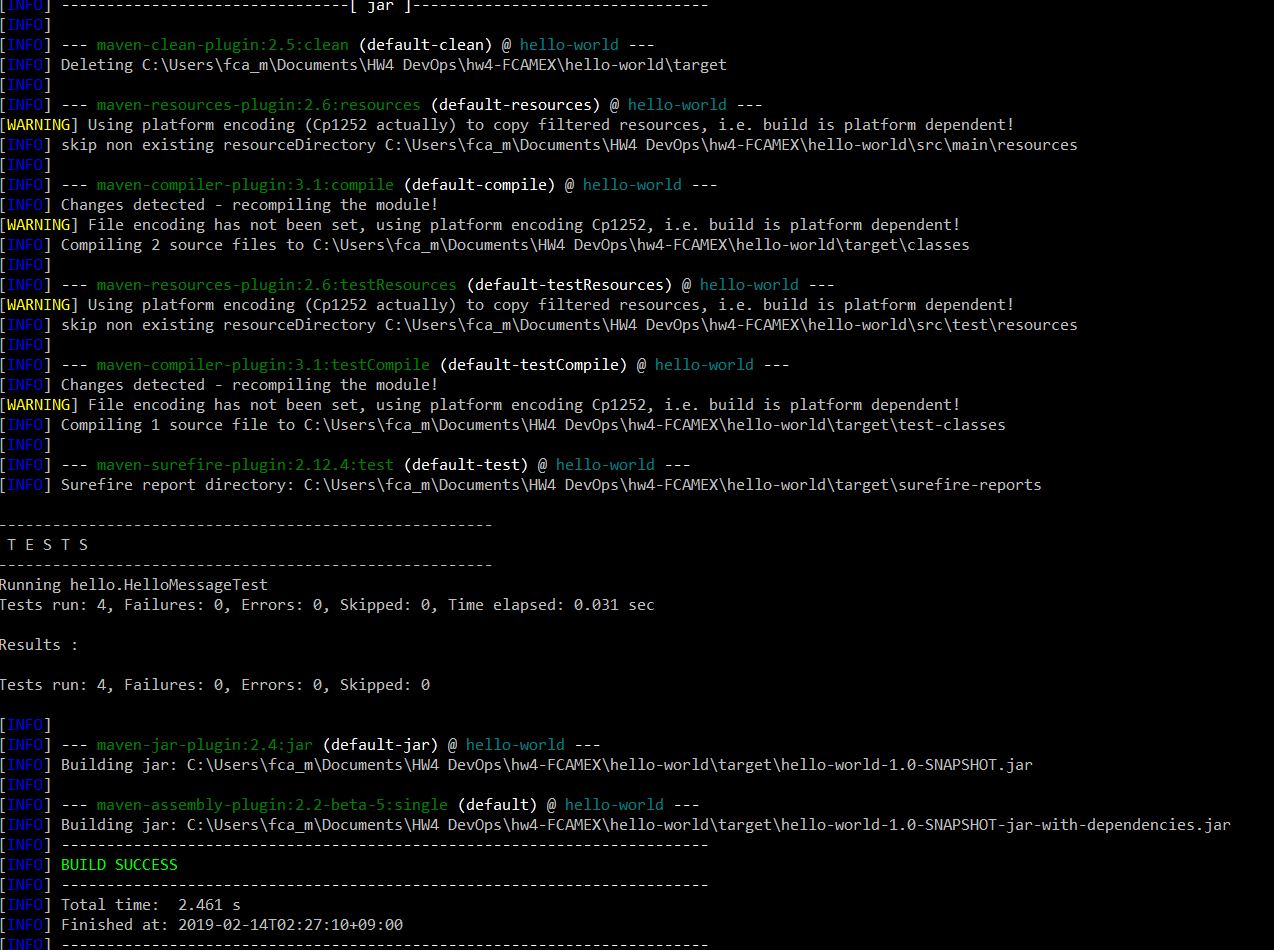 [INFO] --------------------------------[ jar ]---------------------------------
[INFO]
[INFO] --- maven-clean-plugin:2.5:clean (default-clean) @ hello-world ---
[INFO] Deleting C:\Users\fca_m\Documents\HW4 DevOps\hw4-FCAMEX\hello-world\target
[INFO]
[INFO] --- maven-resources-plugin:2.6:resources (default-resources) @ hello-world ---
[WARNING] Using platform encoding (Cp1252 actually) to copy filtered resources, i.e. build is platform dependent!
[INFO] skip non existing resourceDirectory C:\Users\fca_m\Documents\HW4 DevOps\hw4-FCAMEX\hello-world\src\main\resources
[INFO]
[INFO] --- maven-compiler-plugin:3.1:compile (default-compile) @ hello-world ---
[INFO] Changes detected - recompiling the module!
[WARNING] File encoding has not been set, using platform encoding Cp1252, i.e. build is platform dependent!
[INFO] Compiling 2 source files to C:\Users\fca_m\Documents\HW4 DevOps\hw4-FCAMEX\hello-world\target\classes
[INFO]
[INFO] --- maven-resources-plugin:2.6:testResources (default-testResources) @ hello-world ---
[WARNING] Using platform encoding (Cp1252 actually) to copy filtered resources, i.e. build is platform dependent!
[INFO] skip non existing resourceDirectory C:\Users\fca_m\Documents\HW4 DevOps\hw4-FCAMEX\hello-world\src\test\resources
[INFO]
[INFO] --- maven-compiler-plugin:3.1:testCompile (default-testCompile) @ hello-world ---
[INFO] Changes detected - recompiling the module!
[WARNING] File encoding has not been set, using platform encoding Cp1252, i.e. build is platform dependent!
[INFO] Compiling 1 source file to C:\Users\fca_m\Documents\HW4 DevOps\hw4-FCAMEX\hello-world\target\test-classes
[INFO]
[INFO] --- maven-surefire-plugin:2.12.4:test (default-test) @ hello-world ---
[INFO] Surefire report directory: C:\Users\fca_m\Documents\HW4 DevOps\hw4-FCAMEX\hello-world\target\surefire-reports
-------------------------------------------------------
T E S T S
-------------------------------------------------------
Running hello.HelloMessageTest
Tests run: 4, Failures: 0, Errors: 0, Skipped: 0, Time elapsed: 0.031 sec
Results :
Tests run: 4, Failures: 0, Errors: 0, Skipped: 0
[INFO]
[INFO] --- maven-jar-plugin:2.4:jar (default-jar) @ hello-world ---
[INFO] Building jar: C:\Users\fca_m\Documents\HW4 DevOps\hw4-FCAMEX\hello-world\target\hello-world-1.0-SNAPSHOT.jar
[INFO]
[INFO] --- maven-assembly-plugin:2.2-beta-5:single (default) @ hello-world ---
[INFO] Building jar: C:\Users\fca_m\Documents\HW4 DevOps\hw4-FCAMEX\hello-world\target\hello-world-1.0-SNAPSHOT-jar-with-dependencies.jar
[INFO] ------------------------------------------------------------------------
[INFO] BUILD SUCCESS
[INFO] ------------------------------------------------------------------------
[INFO] Total time:  2.461 s
[INFO] Finished at: 2019-02-14T02:27:10+09:00
[INFO] ------------------------------------------------------------------------